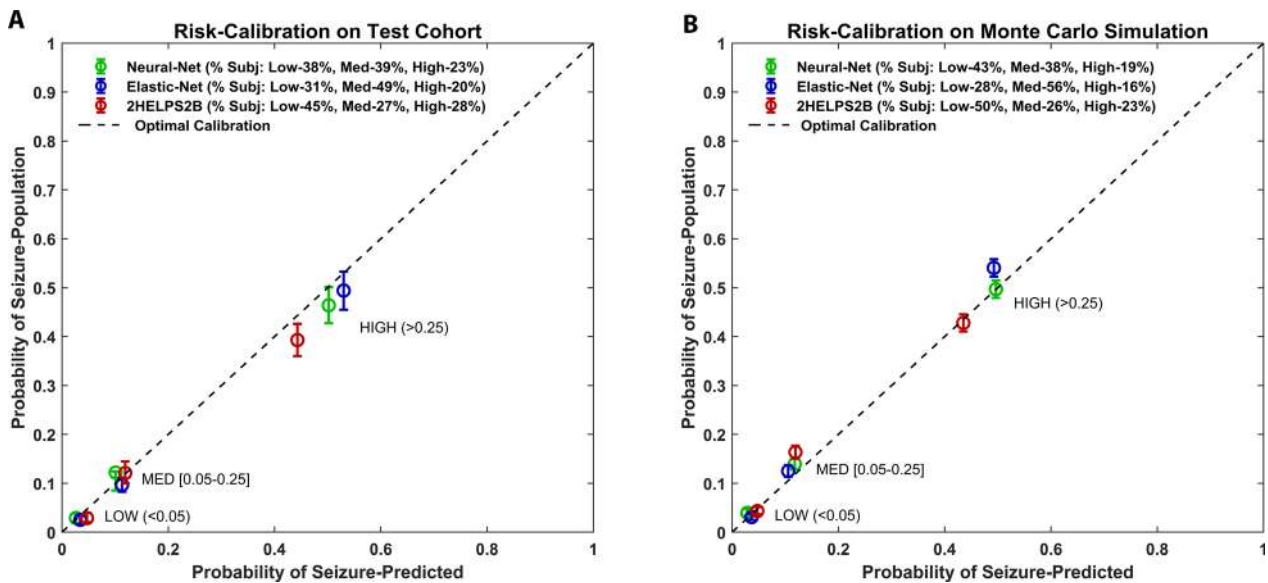 A
Risk-Calibration on Test Cohort
Neural-Net (% Subj: Low-38%, Med-39%, High-23%)
Elastic-Net (% Subj: Low-31%, Med-49%, High-20%)
2HELPS2B (% Subj: Low-45%, Med-27%, High-28%)
Optimal Calibration
Probability of Seizure-Population
1
0.9
0.8
0.7
0.6
0.5
0.4
0.3
0.2
0.1
0
HIGH (>0.25)
MED [0.05-0.25]
LOW (<0.05)
0 0.2 0.4 0.6 0.8 1
Probability of Seizure-Predicted
B
Risk-Calibration on Monte Carlo Simulation
Neural-Net (% Subj: Low-43%, Med-38%, High-19%)
Elastic-Net (% Subj: Low-28%, Med-56%, High-16%)
2HELPS2B (% Subj: Low-50%, Med-26%, High-23%)
Optimal Calibration
Probability of Seizure-Population
1
0.9
0.8
0.7
0.6
0.5
0.4
0.3
0.2
0.1
0
HIGH (>0.25)
MED [0.05-0.25]
LOW (<0.05)
0 0.2 0.4 0.6 0.8 1
Probability of Seizure-Predicted